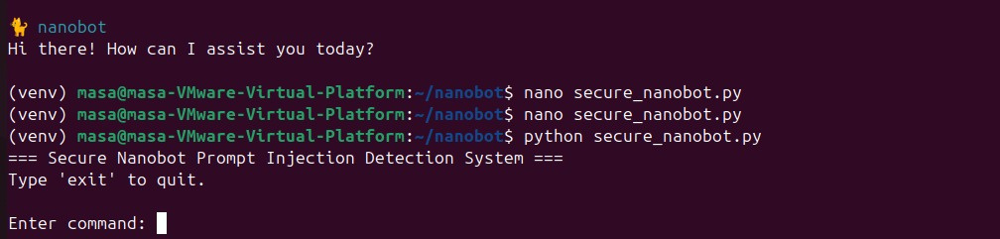 🐈 nanobot
Hi there! How can I assist you today?
(venv) masa@masa-VMware-Virtual-Platform:~/nanobot$ nano secure_nanobot.py
(venv) masa@masa-VMware-Virtual-Platform:~/nanobot$ nano secure_nanobot.py
(venv) masa@masa-VMware-Virtual-Platform:~/nanobot$ python secure_nanobot.py
=== Secure Nanobot Prompt Injection Detection System ===
Type 'exit' to quit.
Enter command: